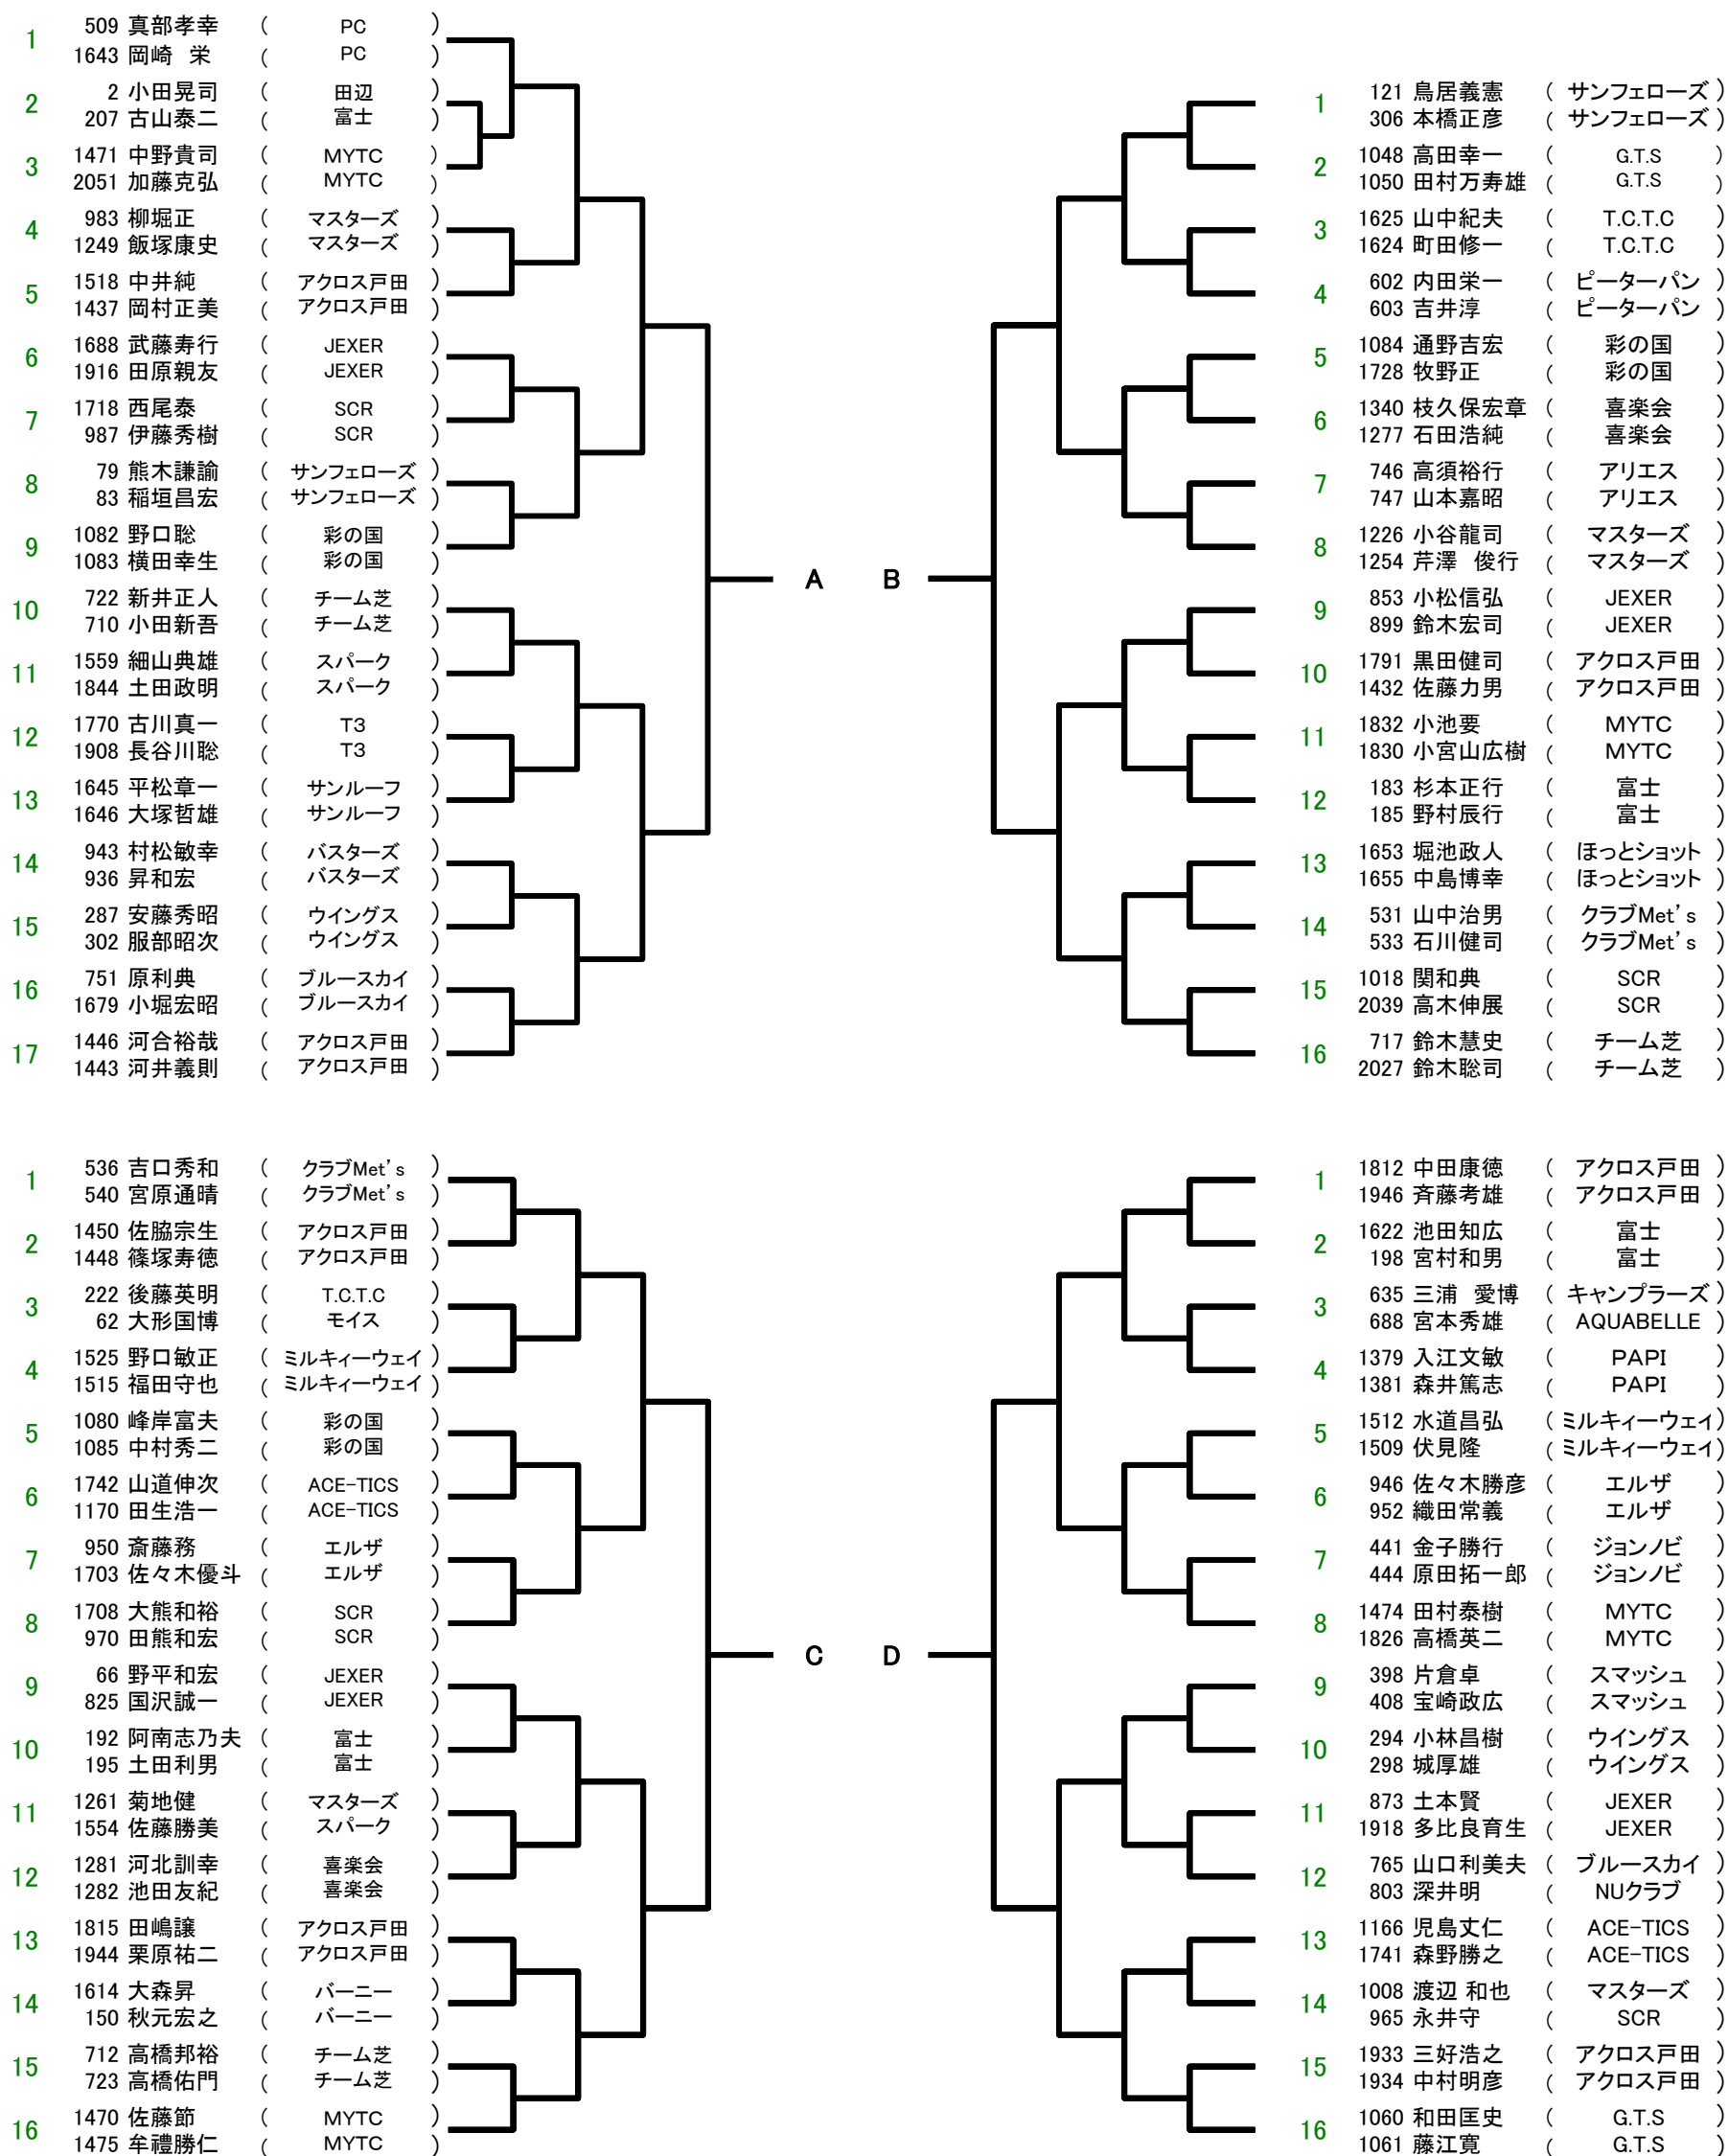 1
509 真部孝幸 ( PC )
1643 岡崎 栄 ( PC )
2
2 小田晃司 ( 田辺 )
207 古山泰二 ( 富士 )
3
1471 中野貴司 ( MYTC )
2051 加藤克弘 ( MYTC )
4
983 柳堀正 ( マスターズ )
1249 飯塚康史 ( マスターズ )
5
1518 中井純 ( アクロス戸田 )
1437 岡村正美 ( アクロス戸田 )
6
1688 武藤寿行 ( JEXER )
1916 田原親友 ( JEXER )
7
1718 西尾泰 ( SCR )
987 伊藤秀樹 ( SCR )
8
79 熊木謙諭 ( サンフェローズ )
83 稲垣昌宏 ( サンフェローズ )
9
1082 野口聡 ( 彩の国 )
1083 横田幸生 ( 彩の国 )
10
722 新井正人 ( チーム芝 )
710 小田新吾 ( チーム芝 )
11
1559 細山典雄 ( スパーク )
1844 土田政明 ( スパーク )
12
1770 古川真一 ( T3 )
1908 長谷川聡 ( T3 )
13
1645 平松章一 ( サンルーフ )
1646 大塚哲雄 ( サンルーフ )
14
943 村松敏幸 ( バスターズ )
936 昇和宏 ( バスターズ )
15
287 安藤秀昭 ( ウイングス )
302 服部昭次 ( ウイングス )
16
751 原利典 ( ブルースカイ )
1679 小堀宏昭 ( ブルースカイ )
17
1446 河合裕哉 ( アクロス戸田 )
1443 河井義則 ( アクロス戸田 )
A
B
1
121 鳥居義憲 ( サンフェローズ )
306 本橋正彦 ( サンフェローズ )
2
1048 高田幸一 ( G.T.S )
1050 田村万寿雄 ( G.T.S )
3
1625 山中紀夫 ( T.C.T.C )
1624 町田修一 ( T.C.T.C )
4
602 内田栄一 ( ピーターパン )
603 吉井淳 ( ピーターパン )
5
1084 通野吉宏 ( 彩の国 )
1728 牧野正 ( 彩の国 )
6
1340 枝久保宏章 ( 喜楽会 )
1277 石田浩純 ( 喜楽会 )
7
746 高須裕行 ( アリエス )
747 山本嘉昭 ( アリエス )
8
1226 小谷龍司 ( マスターズ )
1254 芹澤 俊行 ( マスターズ )
9
853 小松信弘 ( JEXER )
899 鈴木宏司 ( JEXER )
10
1791 黒田健司 ( アクロス戸田 )
1432 佐藤力男 ( アクロス戸田 )
11
1832 小池要 ( MYTC )
1830 小宮山広樹 ( MYTC )
12
183 杉本正行 ( 富士 )
185 野村辰行 ( 富士 )
13
1653 堀池政人 ( ほっとショット )
1655 中島博幸 ( ほっとショット )
14
531 山中治男 ( クラブMet's )
533 石川健司 ( クラブMet's )
15
1018 関和典 ( SCR )
2039 高木伸展 ( SCR )
16
717 鈴木慧史 ( チーム芝 )
2027 鈴木聡司 ( チーム芝 )
1
536 吉口秀和 ( クラブMet's )
540 宮原通晴 ( クラブMet's )
2
1450 佐脇宗生 ( アクロス戸田 )
1448 篠塚寿徳 ( アクロス戸田 )
3
222 後藤英明 ( T.C.T.C )
62 大形国博 ( モイス )
4
1525 野口敏正 ( ミルキィーウェイ )
1515 福田守也 ( ミルキィーウェイ )
5
1080 峰岸富夫 ( 彩の国 )
1085 中村秀二 ( 彩の国 )
6
1742 山道伸次 ( ACE-TICS )
1170 田生浩一 ( ACE-TICS )
7
950 斎藤務 ( エルザ )
1703 佐々木優斗 ( エルザ )
8
1708 大熊和裕 ( SCR )
970 田熊和宏 ( SCR )
9
66 野平和宏 ( JEXER )
825 国沢誠一 ( JEXER )
10
192 阿南志乃夫 ( 富士 )
195 土田利男 ( 富士 )
11
1261 菊地健 ( マスターズ )
1554 佐藤勝美 ( スパーク )
12
1281 河北訓幸 ( 喜楽会 )
1282 池田友紀 ( 喜楽会 )
13
1815 田嶋譲 ( アクロス戸田 )
1944 栗原祐二 ( アクロス戸田 )
14
1614 大森昇 ( バーニー )
150 秋元宏之 ( バーニー )
15
712 高橋邦裕 ( チーム芝 )
723 高橋佑門 ( チーム芝 )
16
1470 佐藤節 ( MYTC )
1475 牟禮勝仁 ( MYTC )
C
D
1
1812 中田康徳 ( アクロス戸田 )
1946 斉藤考雄 ( アクロス戸田 )
2
1622 池田知広 ( 富士 )
198 宮村和男 ( 富士 )
3
635 三浦 愛博 ( キャンプラーズ )
688 宮本秀雄 ( AQUABELLE )
4
1379 入江文敏 ( PAPI )
1381 森井篤志 ( PAPI )
5
1512 水道昌弘 ( ミルキィーウェイ )
1509 伏見隆 ( ミルキィーウェイ )
6
946 佐々木勝彦 ( エルザ )
952 織田常義 ( エルザ )
7
441 金子勝行 ( ジョンノビ )
444 原田拓一郎 ( ジョンノビ )
8
1474 田村泰樹 ( MYTC )
1826 高橋英二 ( MYTC )
9
398 片倉卓 ( スマッシュ )
408 宝崎政広 ( スマッシュ )
10
294 小林昌樹 ( ウイングス )
298 城厚雄 ( ウイングス )
11
873 土本賢 ( JEXER )
1918 多比良育生 ( JEXER )
12
765 山口利美夫 ( ブルースカイ )
803 深井明 ( NUクラブ )
13
1166 児島丈仁 ( ACE-TICS )
1741 森野勝之 ( ACE-TICS )
14
1008 渡辺 和也 ( マスターズ )
965 永井守 ( SCR )
15
1933 三好浩之 ( アクロス戸田 )
1934 中村明彦 ( アクロス戸田 )
16
1060 和田匡史 ( G.T.S )
1061 藤江寛 ( G.T.S )